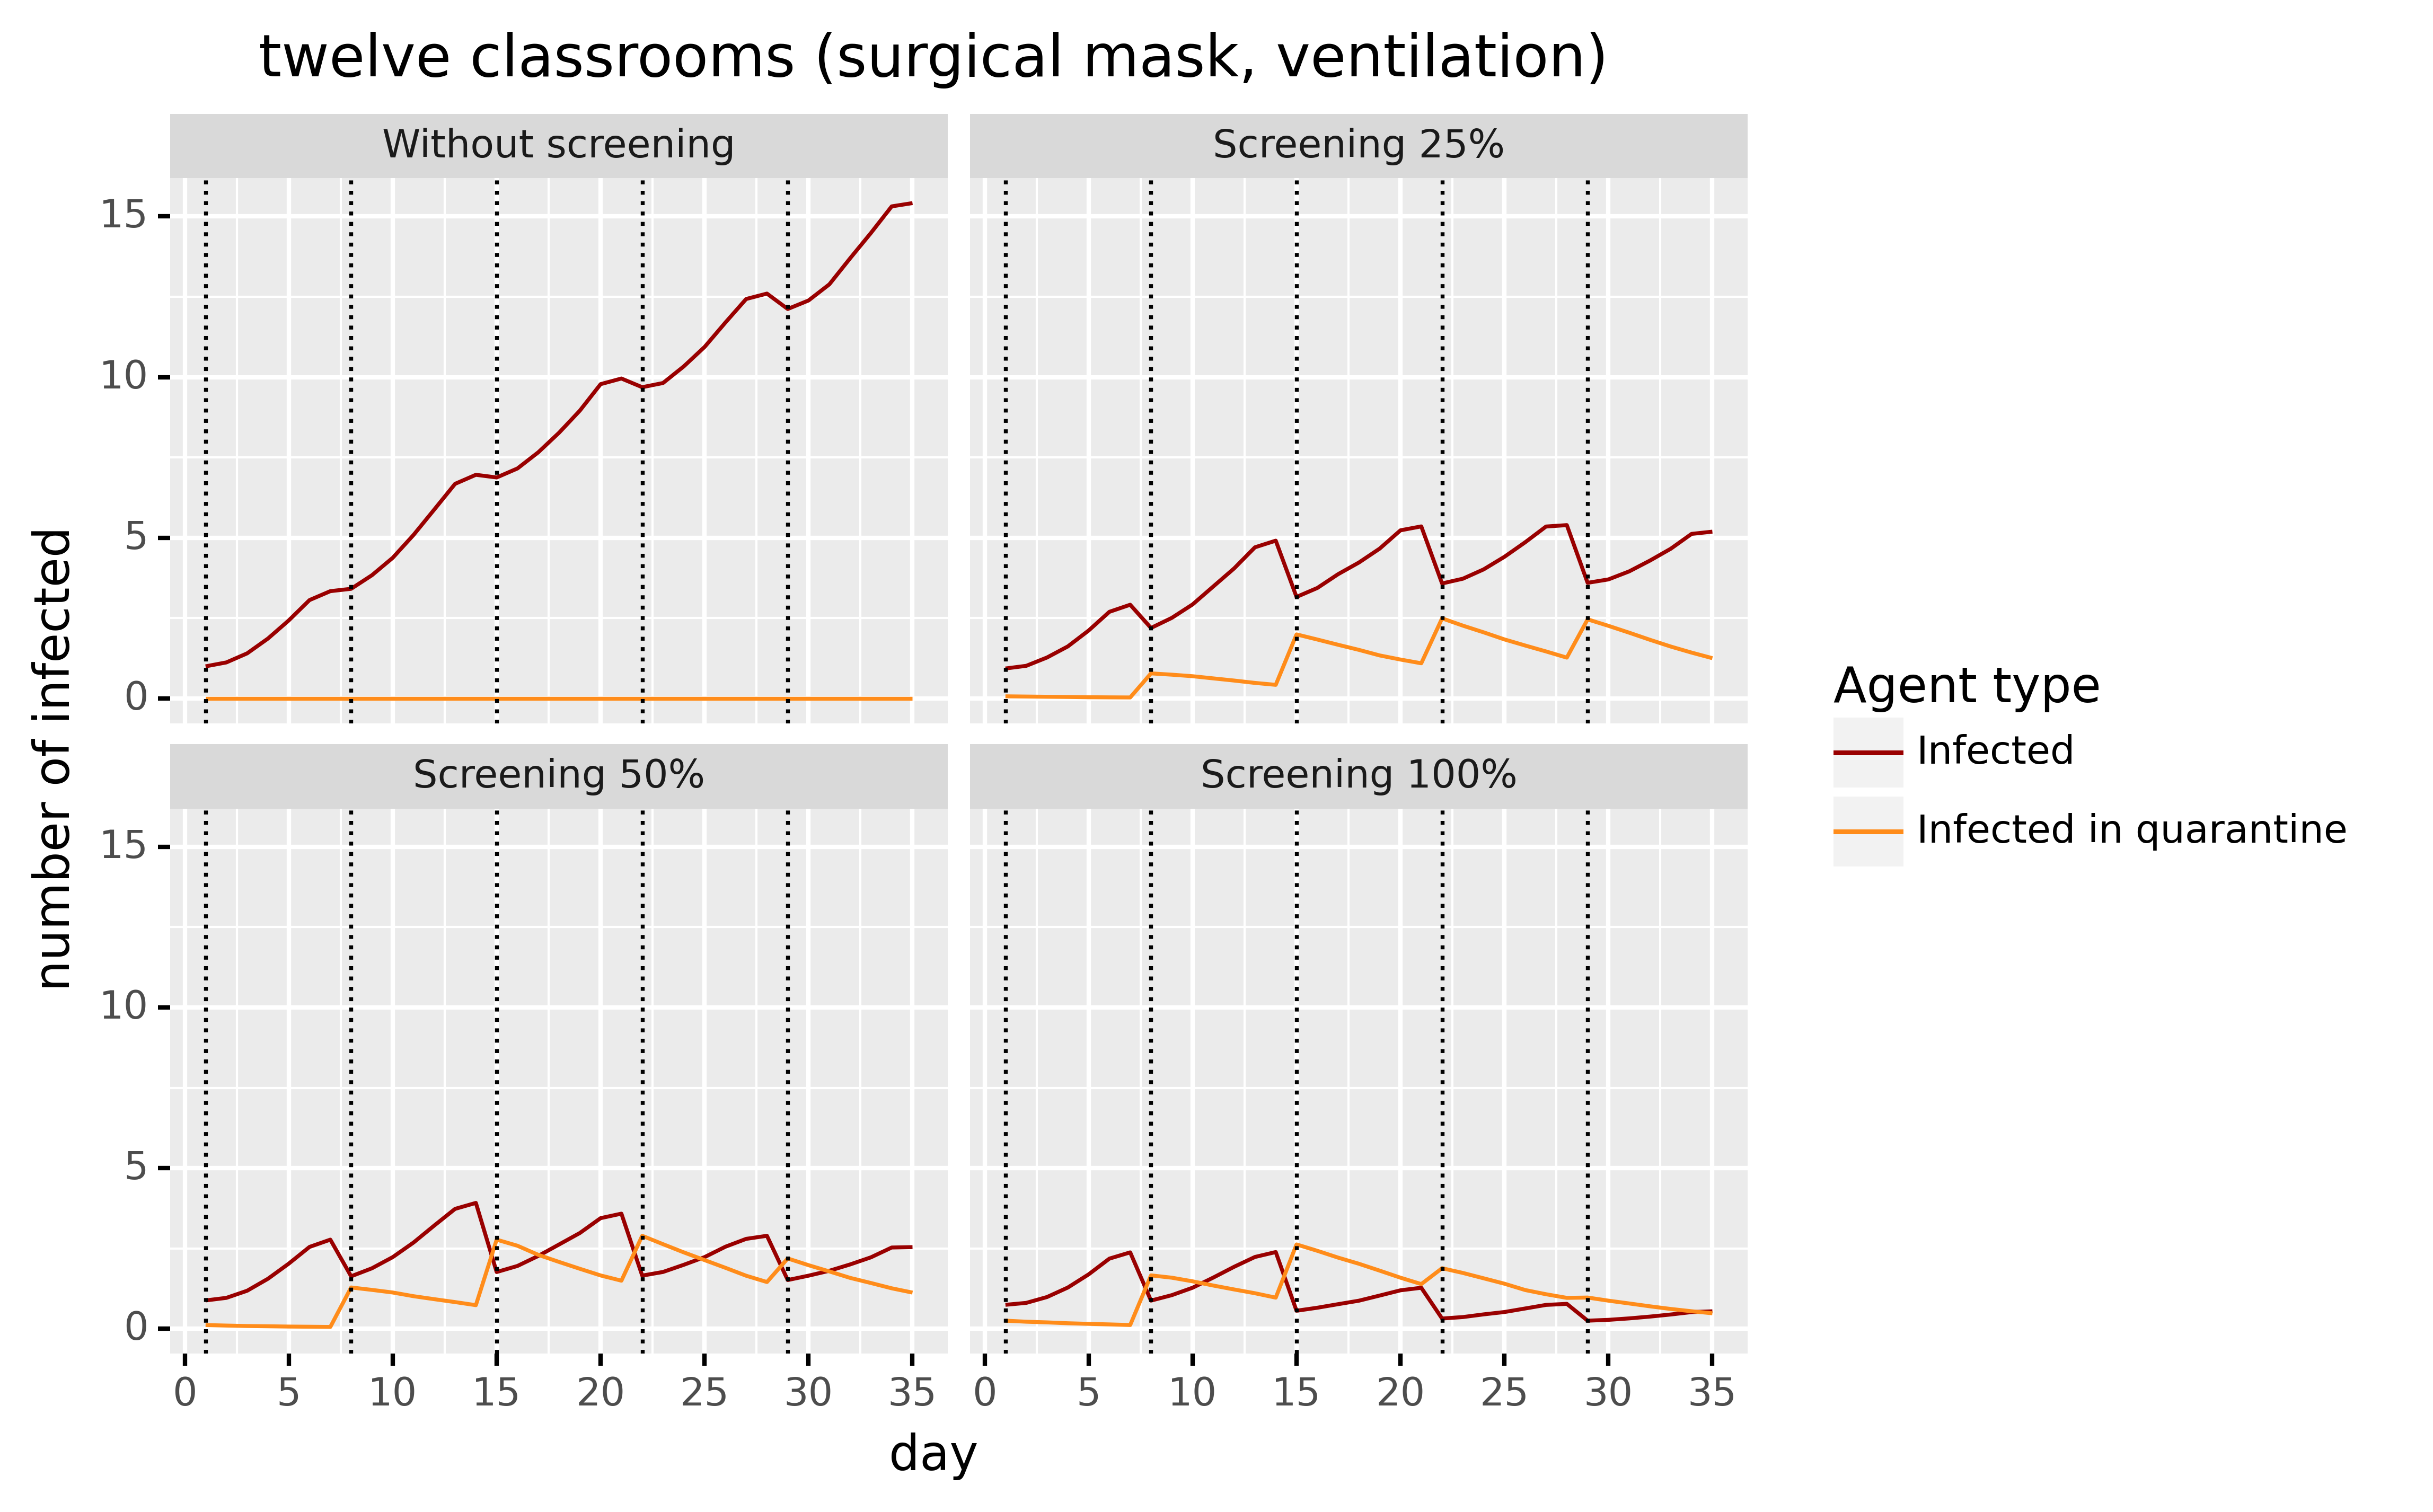 twelve classrooms (surgical mask, ventilation)
Without screening
Screening 25%
15
10
5
0
number of infected
Screening 50%
Screening 100%
15
10
5
0
0 5 10 15 20 25 30 35
0 5 10 15 20 25 30 35
day
Agent type
Infected
Infected in quarantine